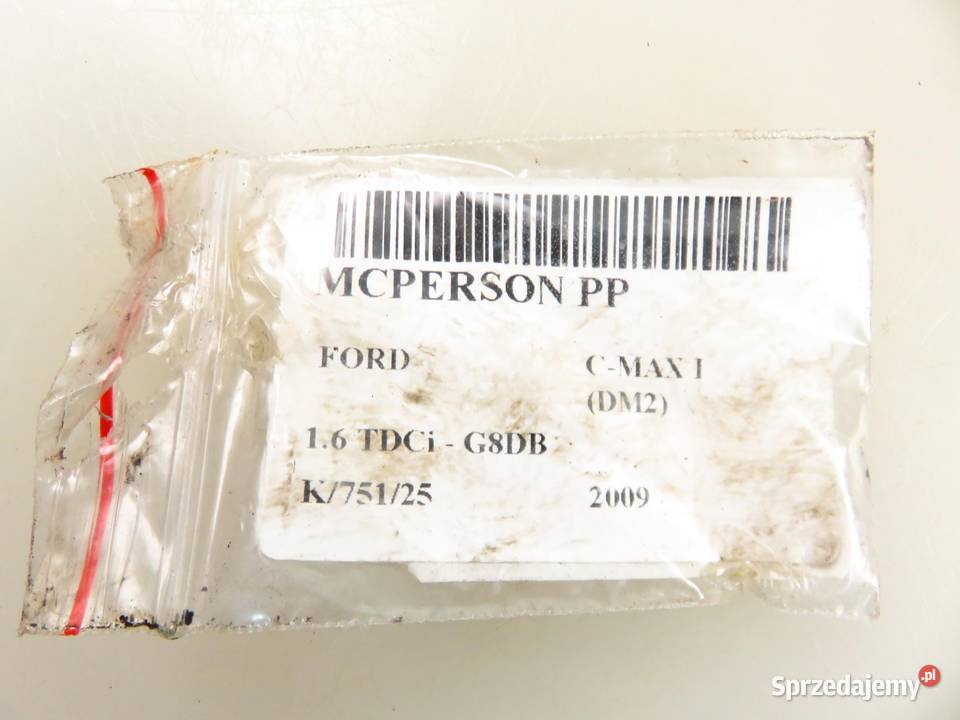 MCPERSON PP
FORD C-MAX I
(DM2)
1.6 TDCi - G8DB
K/751/25 2009
Sprzedajemy.pl